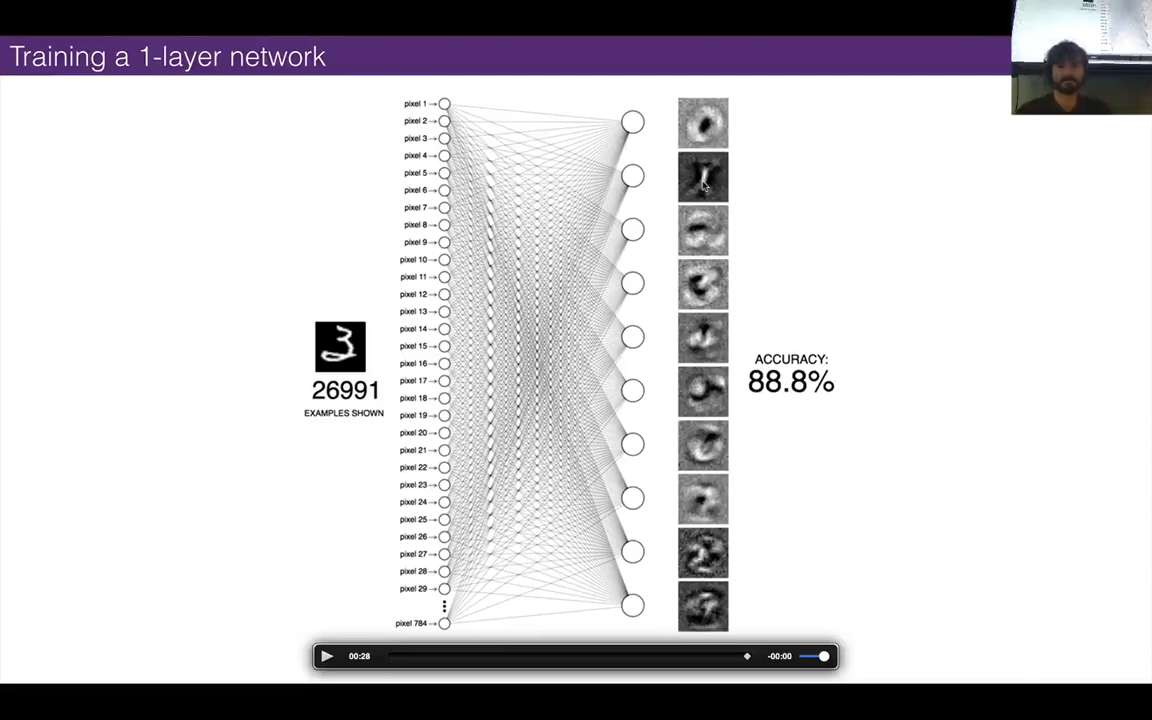 Training a 1-layer network
pixel 1
pixel 2
pixel 3
pixel 4
pixel 5
pixel 6
pixel 7
pixel 8
pixel 9
pixel 10
pixel 11
pixel 12
pixel 13
pixel 14
pixel 15
pixel 16
pixel 17
pixel 18
pixel 19
pixel 20
pixel 21
pixel 22
pixel 23
pixel 24
pixel 25
pixel 26
pixel 27
pixel 28
pixel 29
pixel 784
3
26991
EXAMPLES SHOWN
ACCURACY:
88.8%
00:28
-00:00